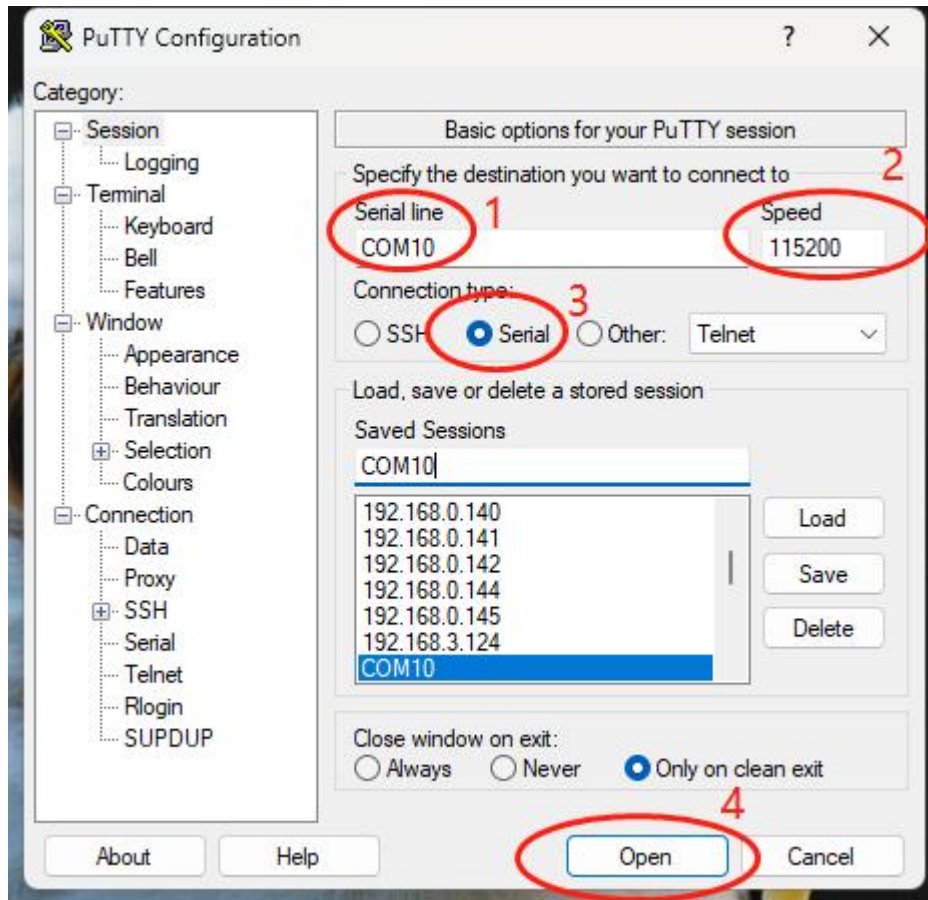 PuTTY Configuration
?
Category:
Session
Logging
Terminal
Keyboard
Bell
Features
Window
Appearance
Behaviour
Translation
Selection
Colours
Connection
Data
Proxy
SSH
Serial
Telnet
Rlogin
SUPDUP
Basic options for your PuTTY session
Specify the destination you want to connect to
2
Serial line
1
Speed
COM10
115200
Connection type:
3
SSH
Serial
Other:
Telnet
Load, save or delete a stored session
Saved Sessions
COM10
192.168.0.140
192.168.0.141
192.168.0.142
192.168.0.144
192.168.0.145
192.168.3.124
COM10
Load
Save
Delete
Close window on exit:
Always
Never
Only on clean exit
4
About
Help
Open
Cancel